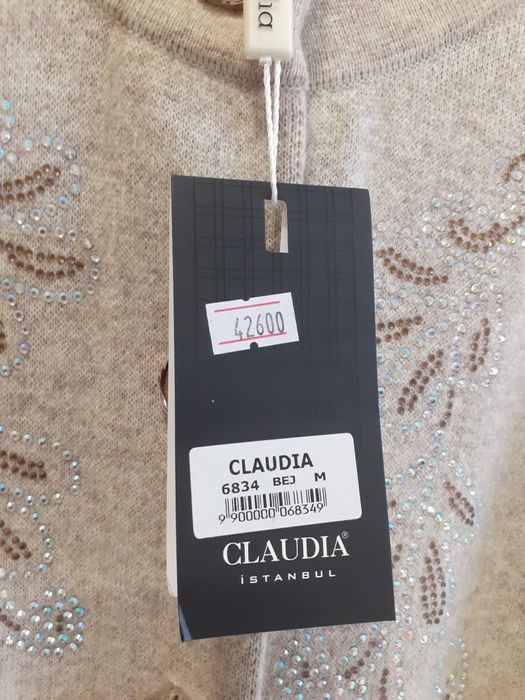 42600
CLAUDIA
6834 BEJ M
9 900000 068349
CLAUDIA®
İSTANBUL